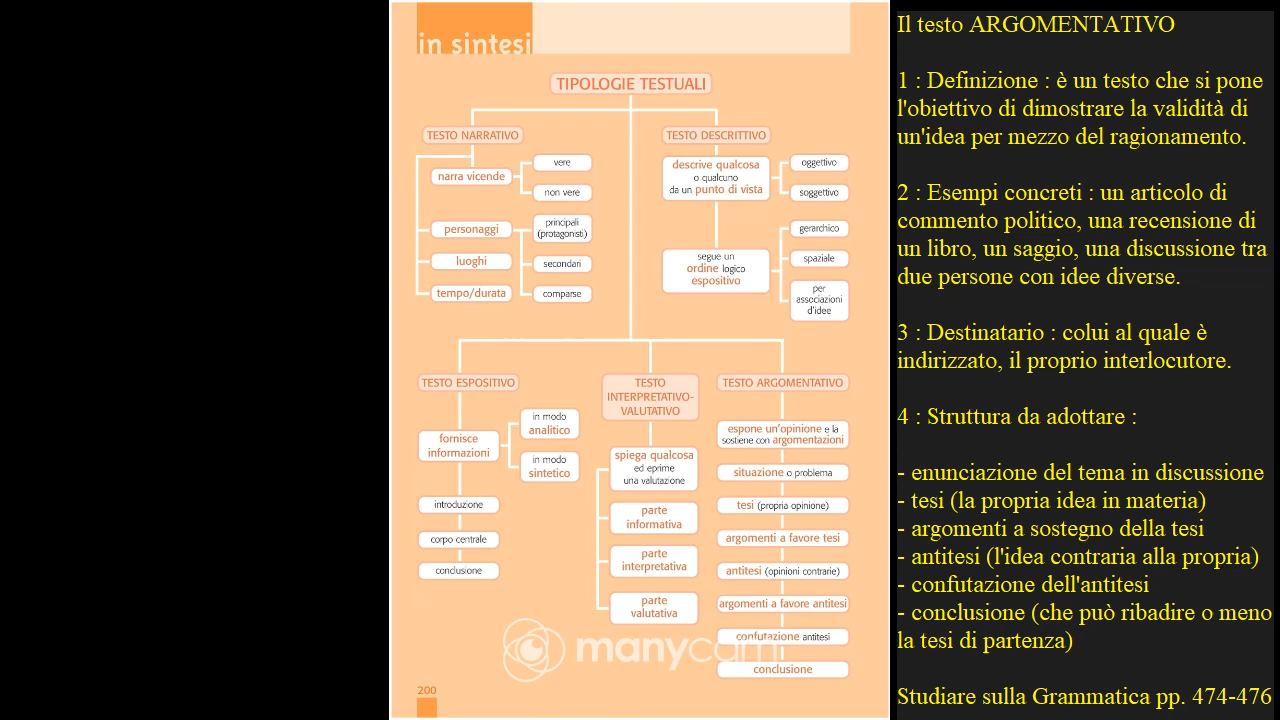 in sintesi
TIPOLOGIE TESTUALI
TESTO NARRATIVO
narra vicende
vere
non vere
personaggi
luoghi
tempo/durata
principali
(protagonisti)
secondari
comparse
TESTO DESCRITTIVO
descrive qualcosa
o qualcuno
da un punto di vista
oggettivo
soggettivo
segue un
ordine logico
espositivo
gerarchico
spaziale
per
associazioni
d'idee
TESTO ESPOSITIVO
fornisce
informazioni
in modo
analitico
in modo
sintetico
introduzione
corpo centrale
conclusione
TESTO
INTERPRETATIVO-
VALUTATIVO
spiega qualcosa
ed eprime
una valutazione
parte
informativa
parte
interpretativa
parte
valutativa
TESTO ARGOMENTATIVO
espone un'opinione e la
sostiene con argomentazioni
situazione o problema
tesi (propria opinione)
argomenti a favore tesi
antitesi (opinioni contrarie)
argomenti a favore antitesi
confutazione antitesi
conclusione
manycam
200
Il testo ARGOMENTATIVO
1 : Definizione : è un testo che si pone
l'obiettivo di dimostrare la validità di
un'idea per mezzo del ragionamento.
2 : Esempi concreti : un articolo di
commento politico, una recensione di
un libro, un saggio, una discussione tra
due persone con idee diverse.
3 : Destinatario : colui al quale è
indirizzato, il proprio interlocutore.
4 : Struttura da adottare :
- enunciazione del tema in discussione
- tesi (la propria idea in materia)
- argomenti a sostegno della tesi
- antitesi (l'idea contraria alla propria)
- confutazione dell'antitesi
- conclusione (che può ribadire o meno
la tesi di partenza)
Studiare sulla Grammatica pp. 474-476